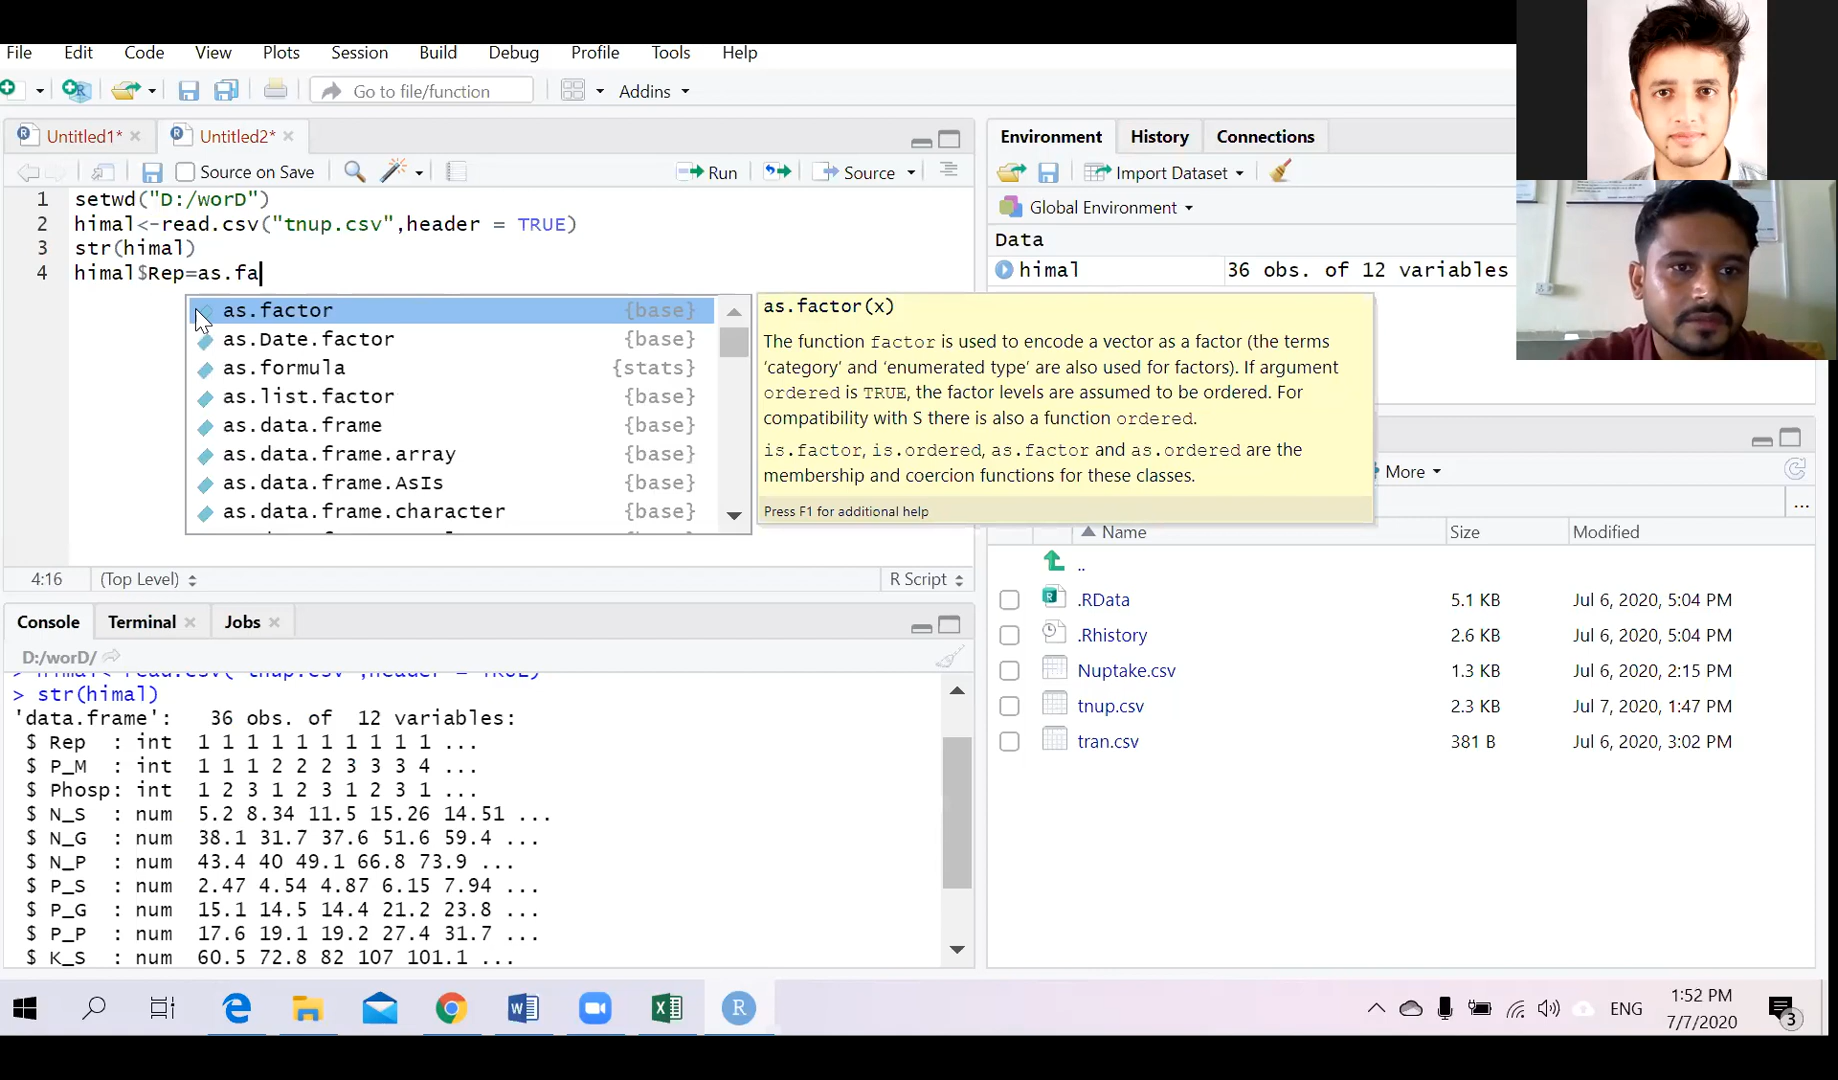 File Edit Code View Plots Session Build Debug Profile Tools Help
Go to file/function Addins
Untitled1* Untitled2*
Source on Save Run Source
1 setwd("D:/worD")
2 himal<-read.csv("tnup.csv",header = TRUE)
3 str(himal)
4 himal$Rep=as.fa
as.factor {base}
as.Date.factor {base}
as.formula {stats}
as.list.factor {base}
as.data.frame {base}
as.data.frame.array {base}
as.data.frame.AsIs {base}
as.data.frame.character {base}
as.factor(x)
The function factor is used to encode a vector as a factor (the terms
‘category’ and ‘enumerated type’ are also used for factors). If argument
ordered is TRUE, the factor levels are assumed to be ordered. For
compatibility with S there is also a function ordered.
is.factor, is.ordered, as.factor and as.ordered are the
membership and coercion functions for these classes.
Press F1 for additional help
4:16 (Top Level) R Script
Console Terminal Jobs
D:/worD/
> himal<-read.csv("tnup.csv",header = TRUE)
> str(himal)
'data.frame': 36 obs. of 12 variables:
$ Rep : int 1 1 1 1 1 1 1 1 1 1 ...
$ P_M : int 1 1 1 2 2 2 3 3 3 4 ...
$ Phosp: int 1 2 3 1 2 3 1 2 3 1 ...
$ N_S : num 5.2 8.34 11.5 15.26 14.51 ...
$ N_G : num 38.1 31.7 37.6 51.6 59.4 ...
$ N_P : num 43.4 40 49.1 66.8 73.9 ...
$ P_S : num 2.47 4.54 4.87 6.15 7.94 ...
$ P_G : num 15.1 14.5 14.4 21.2 23.8 ...
$ P_P : num 17.6 19.1 19.2 27.4 31.7 ...
$ K_S : num 60.5 72.8 82 107 101.1 ...
Environment History Connections
Import Dataset
Global Environment
Data
himal 36 obs. of 12 variables
More
...
Name Size Modified
..
.RData 5.1 KB Jul 6, 2020, 5:04 PM
.Rhistory 2.6 KB Jul 6, 2020, 5:04 PM
Nuptake.csv 1.3 KB Jul 6, 2020, 2:15 PM
tnup.csv 2.3 KB Jul 7, 2020, 1:47 PM
tran.csv 381 B Jul 6, 2020, 3:02 PM
ENG
1:52 PM
7/7/2020
3